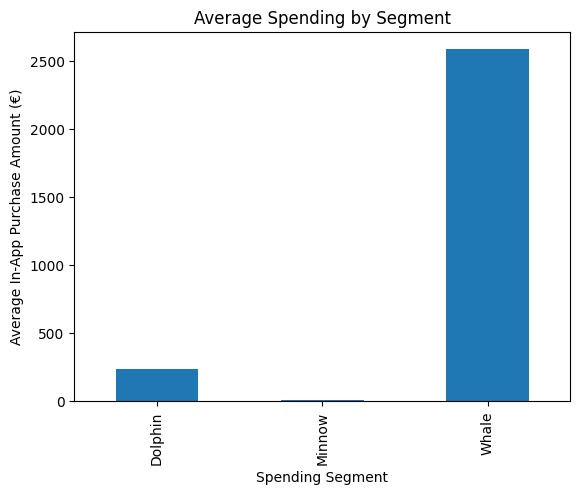 Average Spending by Segment
Average In-App Purchase Amount (€)
2500
2000
1500
1000
500
0
Dolphin
Minnow
Whale
Spending Segment